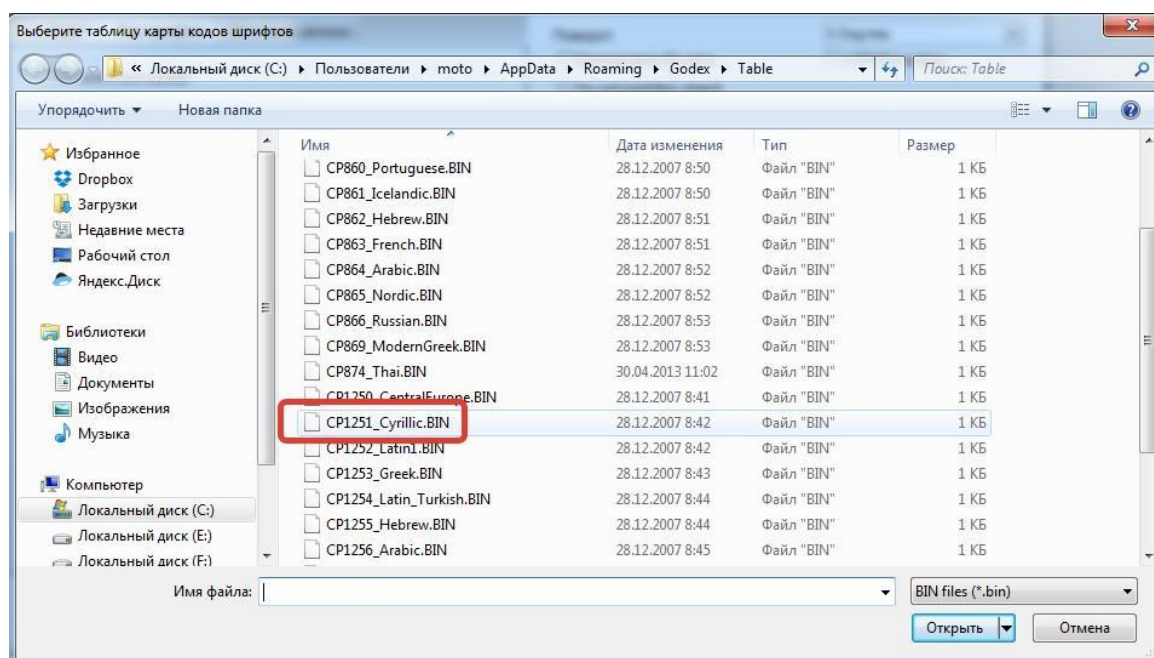 Выберите таблицу карты кодов шрифтов
« Локальный диск (C:) ▸ Пользователи ▸ moto ▸ AppData ▸ Roaming ▸ Godex ▸ Table
Поиск: Table
Упорядочить ▼ Новая папка
Избранное
Dropbox
Загрузки
Недавние места
Рабочий стол
Яндекс.Диск
Библиотеки
Видео
Документы
Изображения
Музыка
Компьютер
Локальный диск (C:)
Локальный диск (E:)
Локальный диск (F:)
Имя Дата изменения Тип Размер
CP860_Portuguese.BIN 28.12.2007 8:50 Файл "BIN" 1 КБ
CP861_Icelandic.BIN 28.12.2007 8:50 Файл "BIN" 1 КБ
CP862_Hebrew.BIN 28.12.2007 8:51 Файл "BIN" 1 КБ
CP863_French.BIN 28.12.2007 8:51 Файл "BIN" 1 КБ
CP864_Arabic.BIN 28.12.2007 8:52 Файл "BIN" 1 КБ
CP865_Nordic.BIN 28.12.2007 8:52 Файл "BIN" 1 КБ
CP866_Russian.BIN 28.12.2007 8:53 Файл "BIN" 1 КБ
CP869_ModernGreek.BIN 28.12.2007 8:53 Файл "BIN" 1 КБ
CP874_Thai.BIN 30.04.2013 11:02 Файл "BIN" 1 КБ
CP1250_CentralEurope.BIN 28.12.2007 8:41 Файл "BIN" 1 КБ
CP1251_Cyrillic.BIN 28.12.2007 8:42 Файл "BIN" 1 КБ
CP1252_Latin1.BIN 28.12.2007 8:42 Файл "BIN" 1 КБ
CP1253_Greek.BIN 28.12.2007 8:43 Файл "BIN" 1 КБ
CP1254_Latin_Turkish.BIN 28.12.2007 8:44 Файл "BIN" 1 КБ
CP1255_Hebrew.BIN 28.12.2007 8:44 Файл "BIN" 1 КБ
CP1256_Arabic.BIN 28.12.2007 8:45 Файл "BIN" 1 КБ
Имя файла:
BIN files (*.bin)
Открыть Отмена